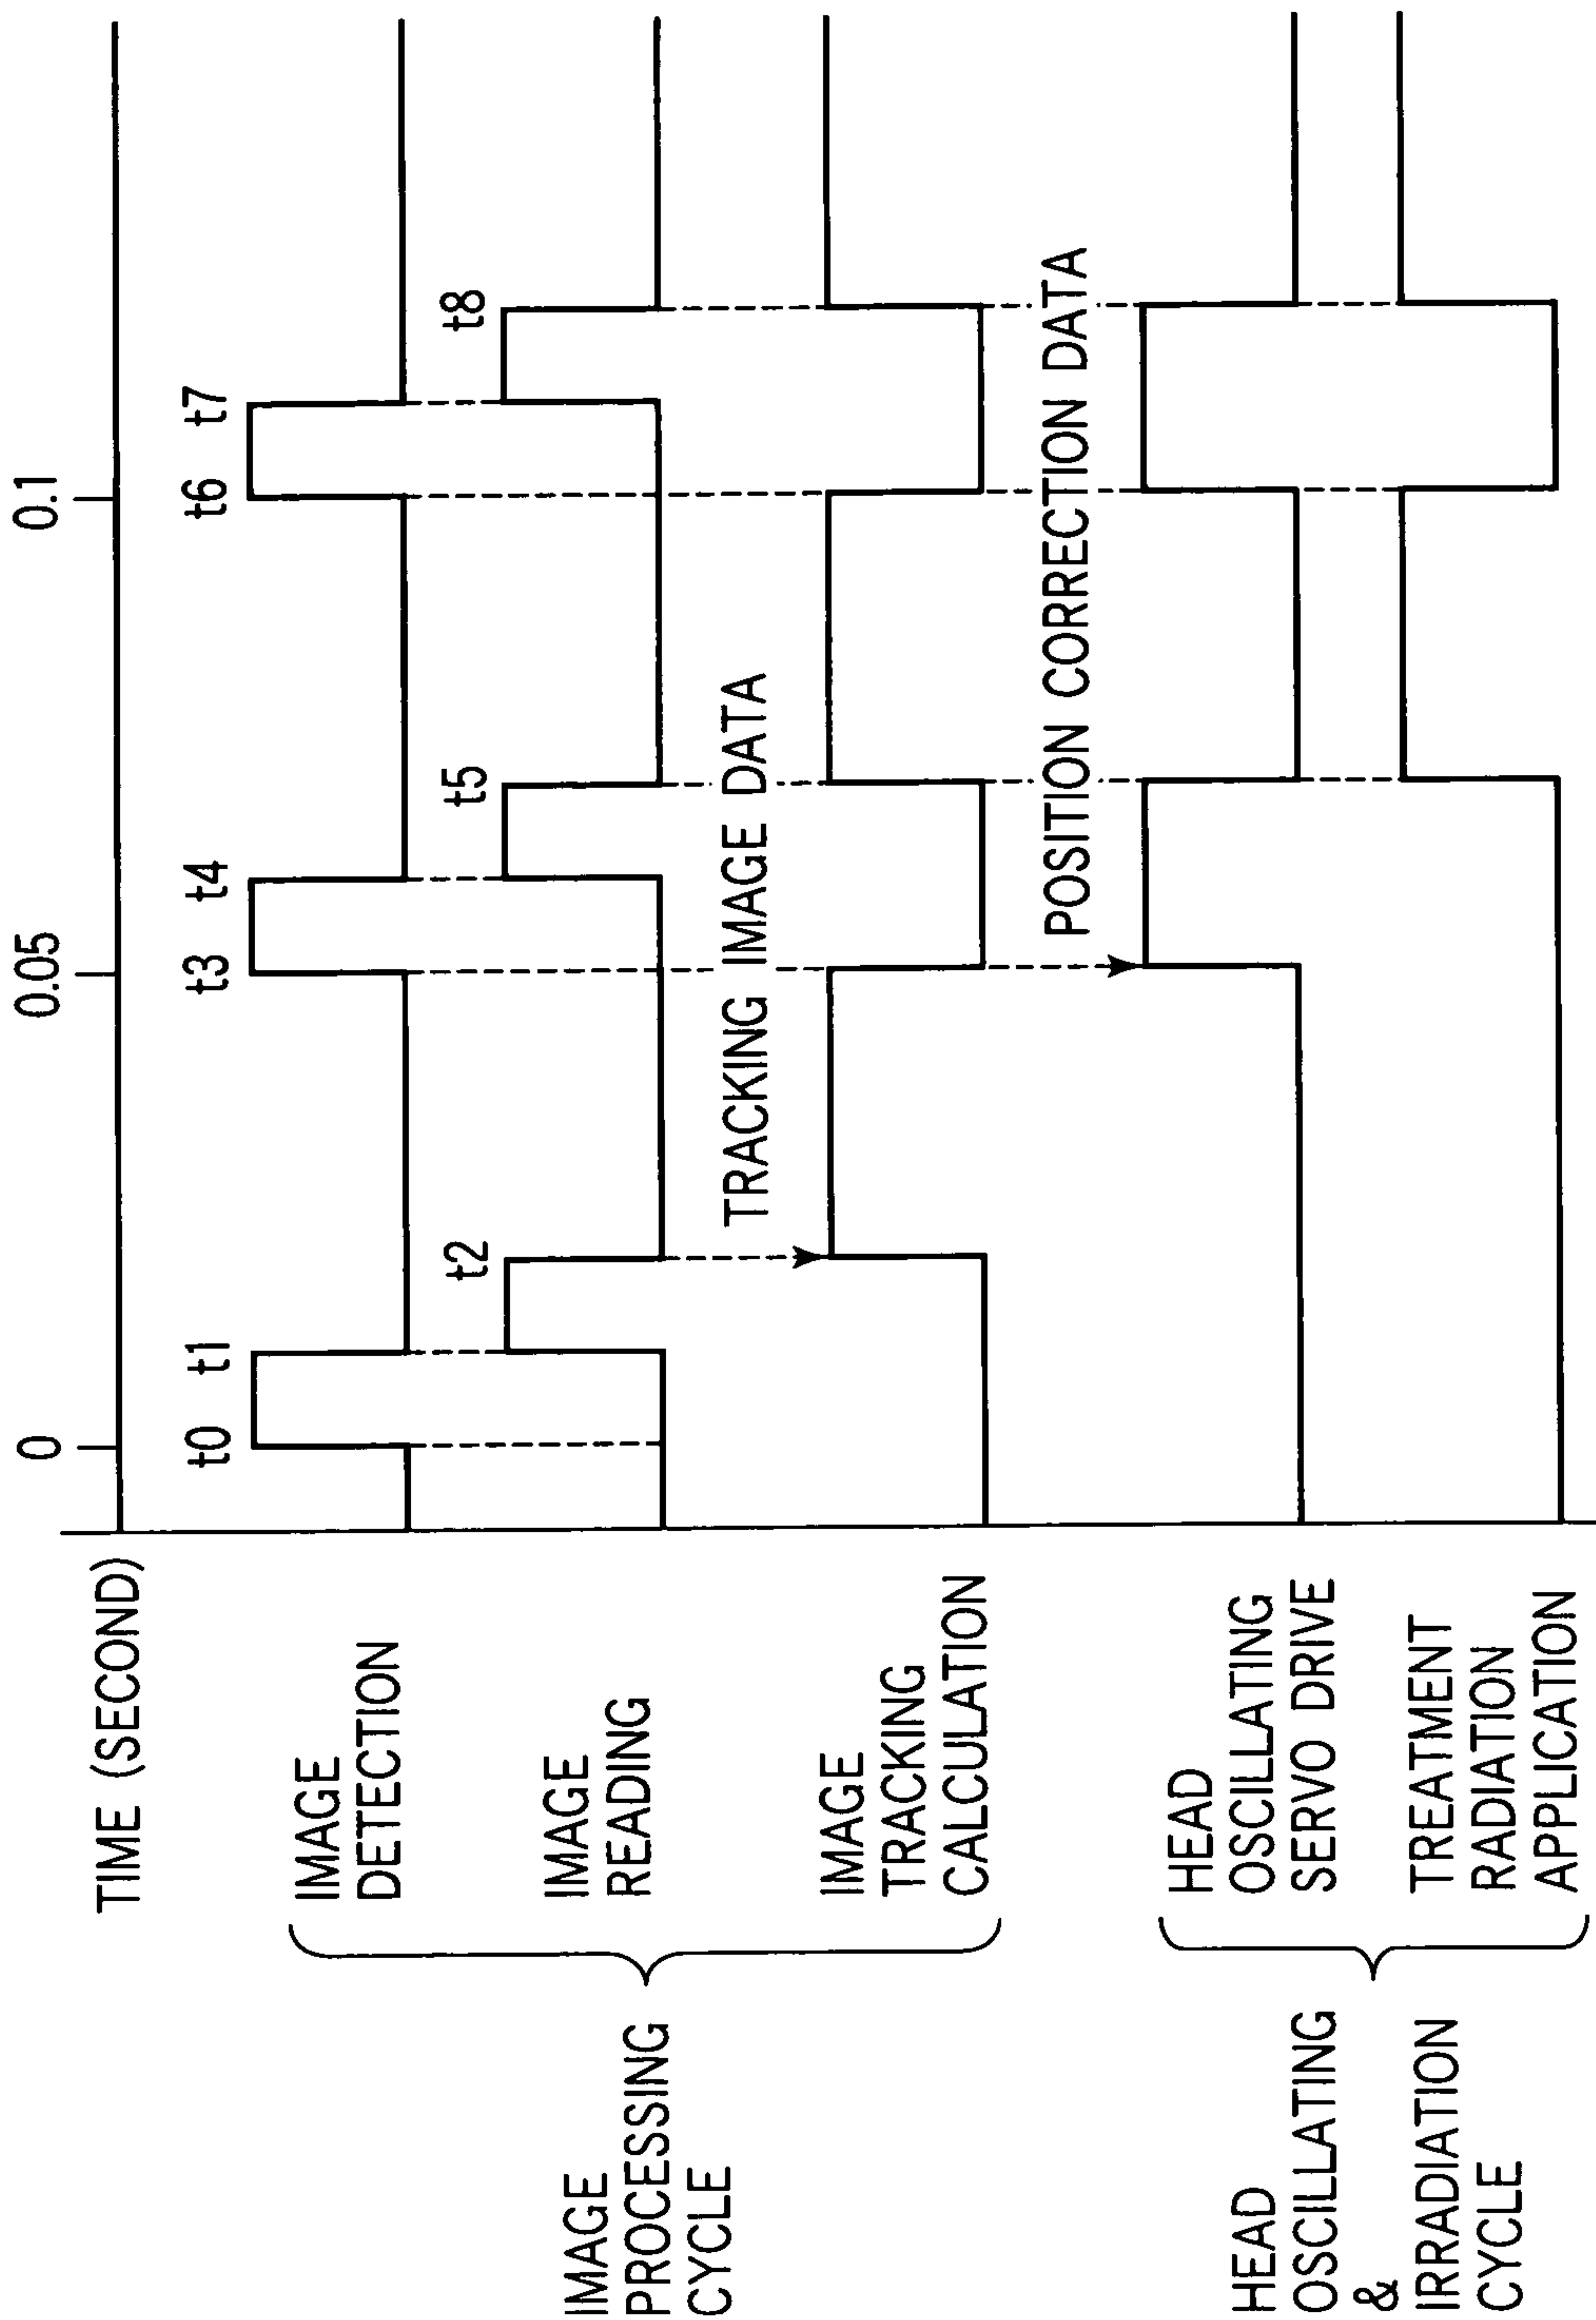 TIME (SECOND)
0
0.05
0.1
t0
t1
t3
t4
t6
t7
t2
t5
t8
IMAGE
PROCESSING
CYCLE
IMAGE
DETECTION
IMAGE
READING
TRACKING IMAGE DATA
IMAGE
TRACKING
CALCULATION
POSITION CORRECTION DATA
HEAD
OSCILLATING
&
IRRADIATION
CYCLE
HEAD
OSCILLATING
SERVO DRIVE
TREATMENT
RADIATION
APPLICATION